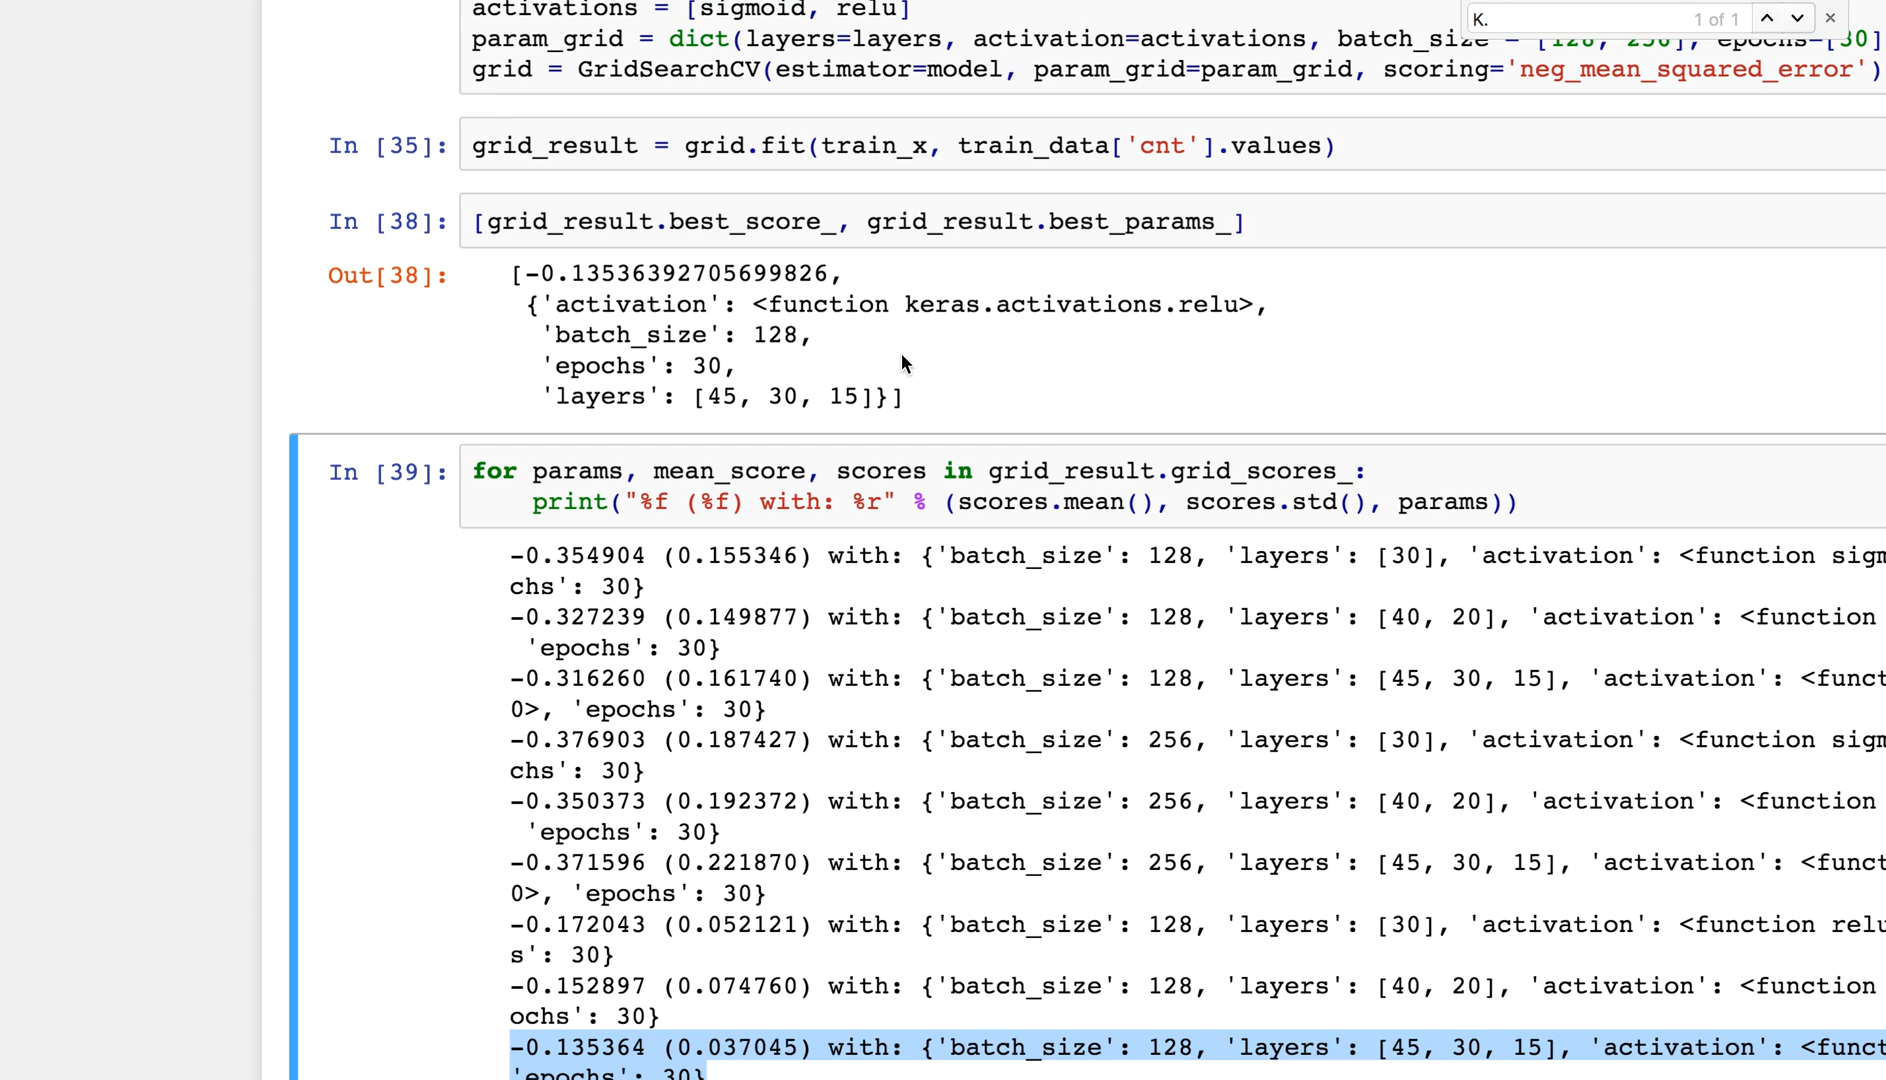 activations = [sigmoid, relu]
K. 1 of 1
param_grid = dict(layers=layers, activation=activations, batch_size = [128, 256], epochs=[30]
grid = GridSearchCV(estimator=model, param_grid=param_grid, scoring='neg_mean_squared_error')
In [35]: grid_result = grid.fit(train_x, train_data['cnt'].values)
In [38]: [grid_result.best_score_, grid_result.best_params_]
Out[38]: [-0.13536392705699826,
{'activation': <function keras.activations.relu>,
'batch_size': 128,
'epochs': 30,
'layers': [45, 30, 15]}]
In [39]: for params, mean_score, scores in grid_result.grid_scores_:
print("%f (%f) with: %r" % (scores.mean(), scores.std(), params))
-0.354904 (0.155346) with: {'batch_size': 128, 'layers': [30], 'activation': <function sigm
chs': 30}
-0.327239 (0.149877) with: {'batch_size': 128, 'layers': [40, 20], 'activation': <function
'epochs': 30}
-0.316260 (0.161740) with: {'batch_size': 128, 'layers': [45, 30, 15], 'activation': <funct
0>, 'epochs': 30}
-0.376903 (0.187427) with: {'batch_size': 256, 'layers': [30], 'activation': <function sigm
chs': 30}
-0.350373 (0.192372) with: {'batch_size': 256, 'layers': [40, 20], 'activation': <function
'epochs': 30}
-0.371596 (0.221870) with: {'batch_size': 256, 'layers': [45, 30, 15], 'activation': <funct
0>, 'epochs': 30}
-0.172043 (0.052121) with: {'batch_size': 128, 'layers': [30], 'activation': <function relu
s': 30}
-0.152897 (0.074760) with: {'batch_size': 128, 'layers': [40, 20], 'activation': <function
ochs': 30}
-0.135364 (0.037045) with: {'batch_size': 128, 'layers': [45, 30, 15], 'activation': <funct
'epochs': 30}